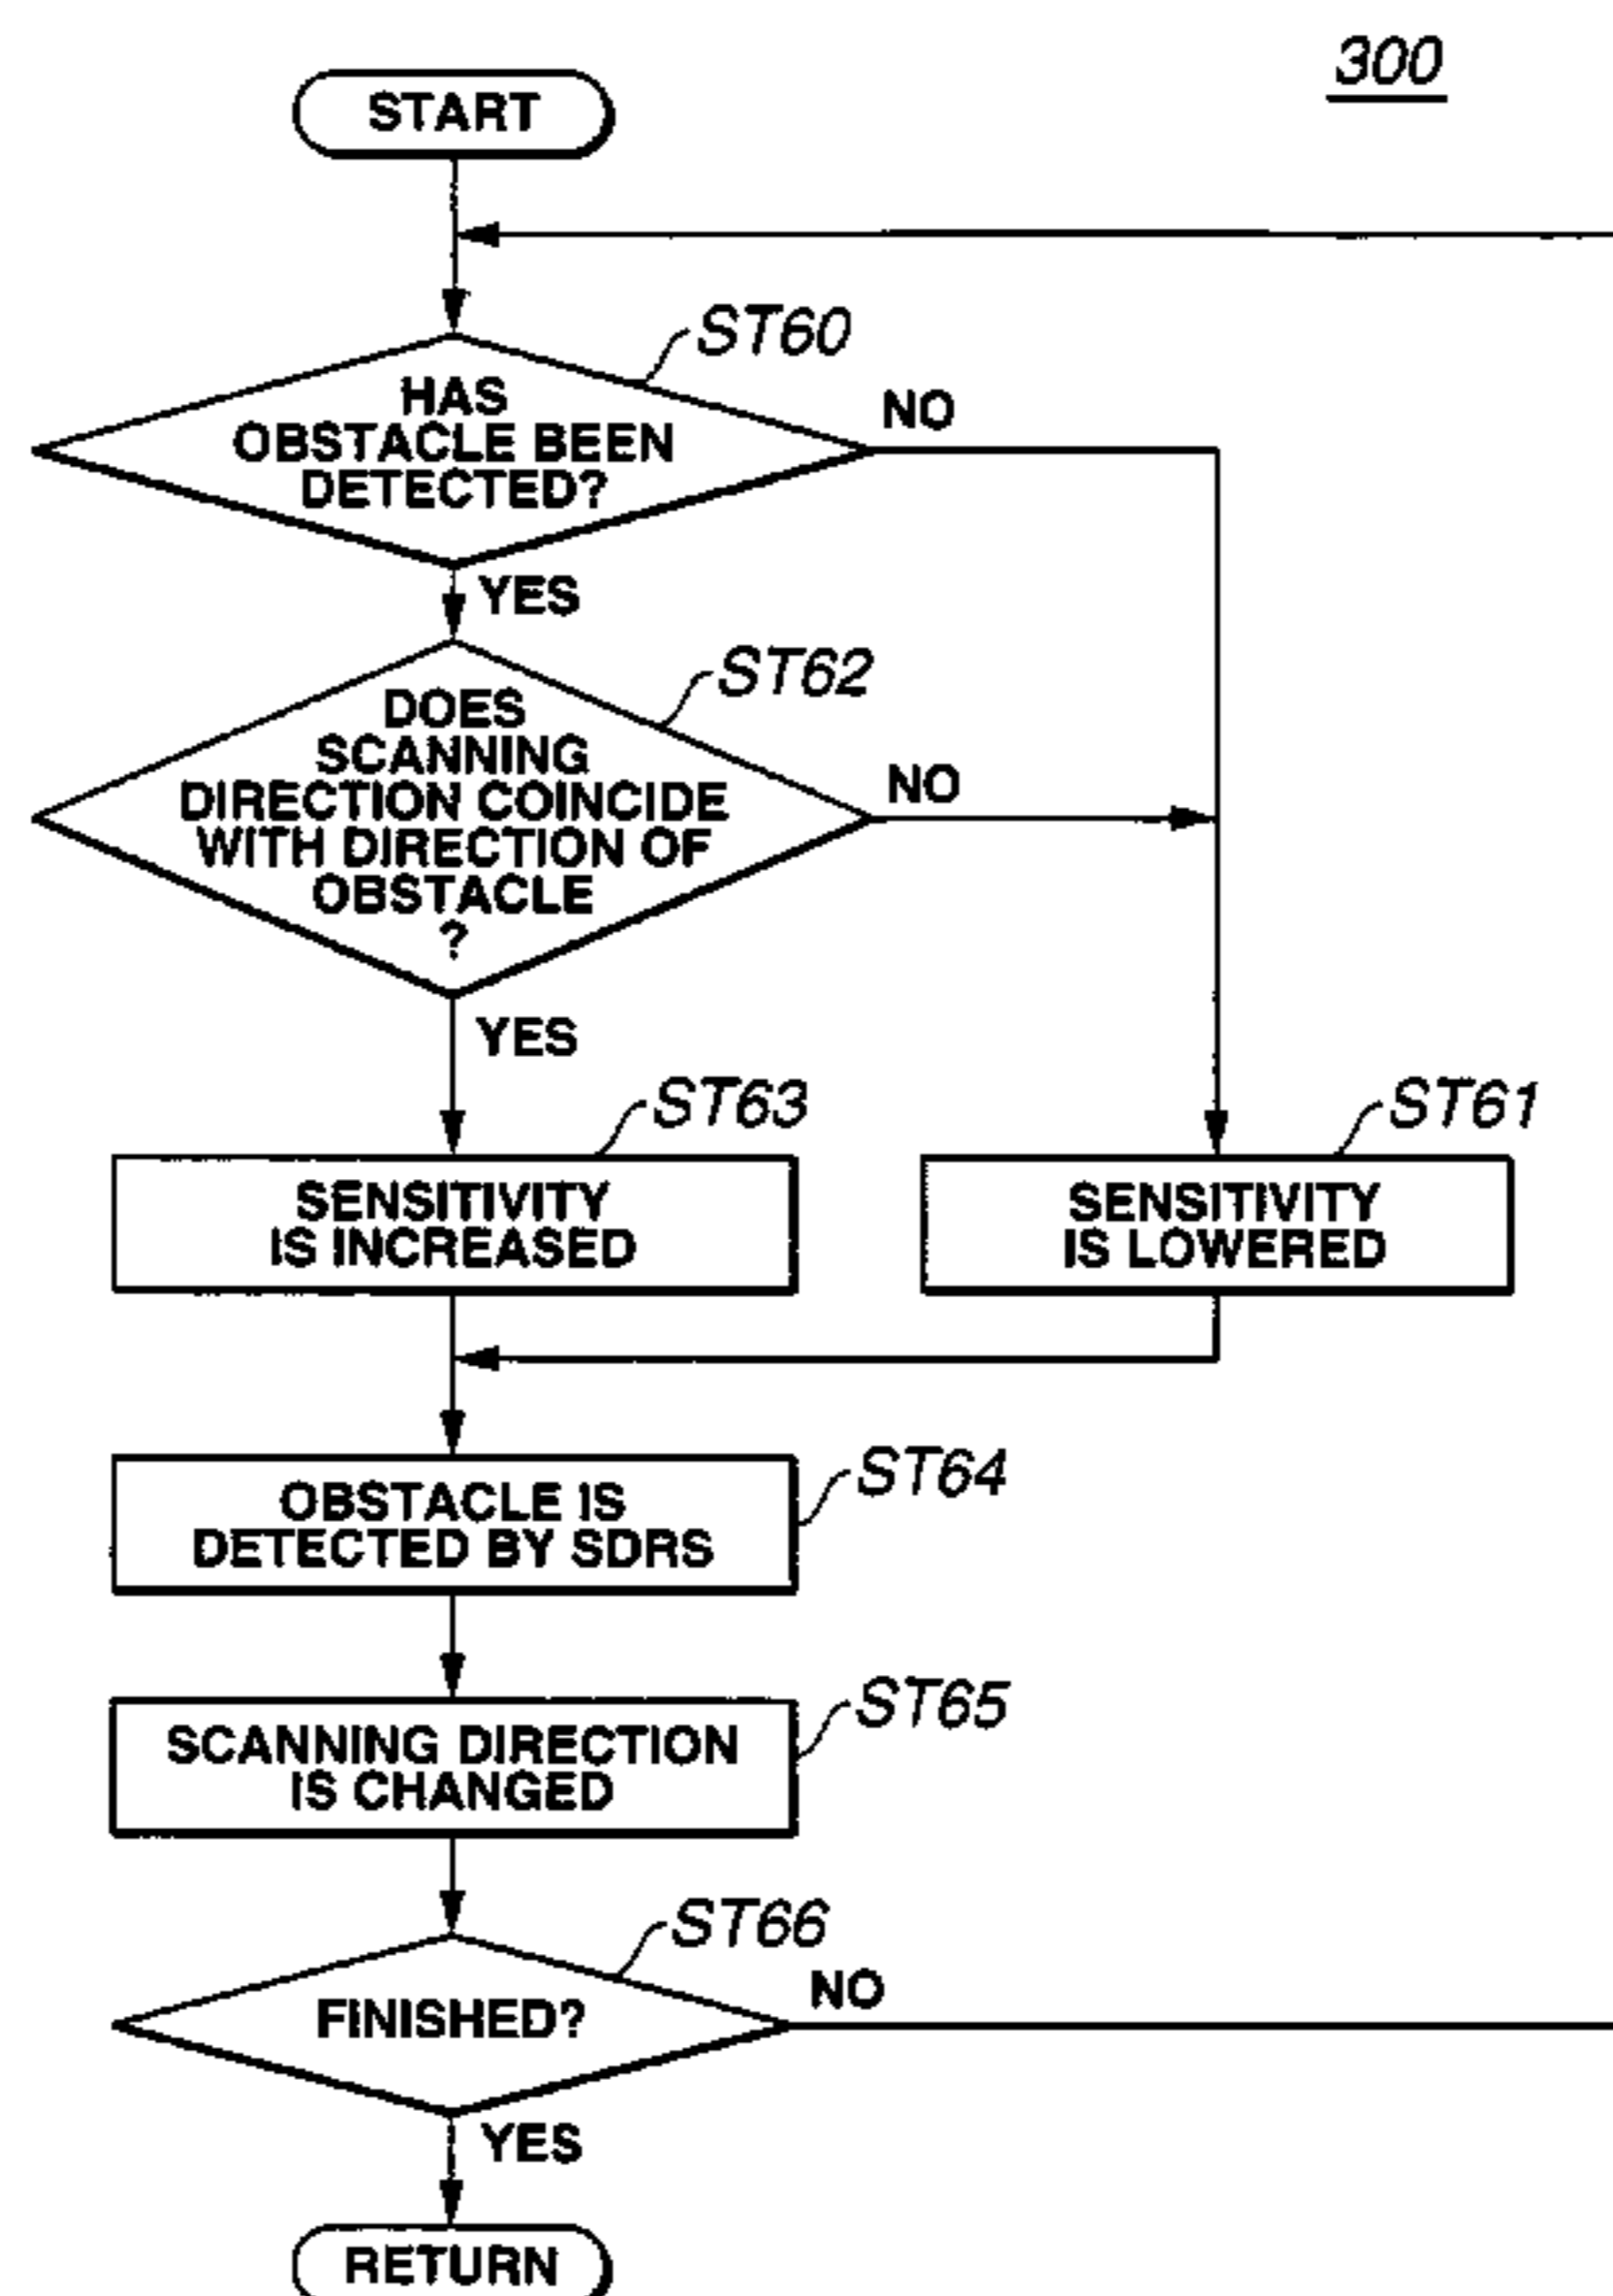 300
START
ST60
HAS
OBSTACLE BEEN
DETECTED?
NO
YES
ST62
DOES
SCANNING
DIRECTION COINCIDE
WITH DIRECTION OF
OBSTACLE
?
NO
YES
ST63
SENSITIVITY
IS INCREASED
ST61
SENSITIVITY
IS LOWERED
ST64
OBSTACLE IS
DETECTED BY SDRS
ST65
SCANNING DIRECTION
IS CHANGED
ST66
FINISHED?
NO
YES
RETURN